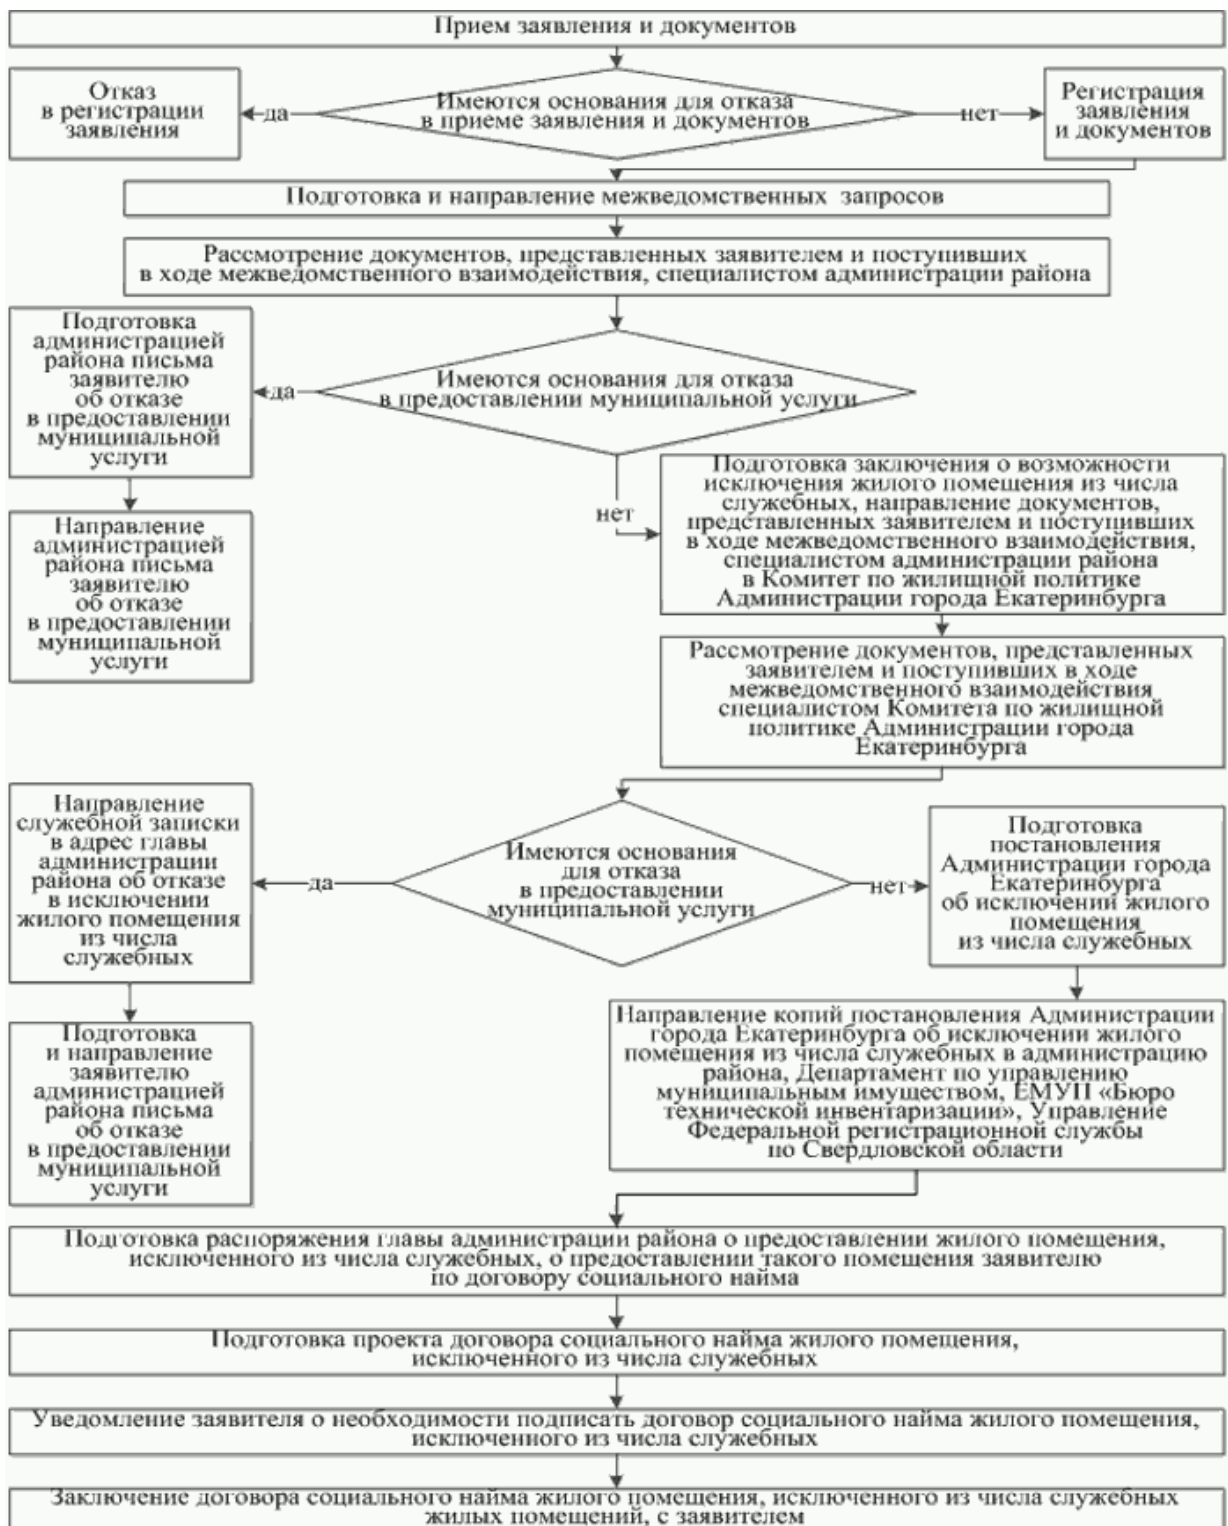 Прием заявления и документов
Отказ
в регистрации
заявления
да
Имеются основания для отказа
в приеме заявления и документов
нет
Регистрация
заявления
и документов
Подготовка и направление межведомственных запросов
Рассмотрение документов, представленных заявителем и поступивших
в ходе межведомственного взаимодействия, специалистом администрации района
Подготовка
администрацией
района письма
заявителю
об отказе
в предоставлении
муниципальной
услуги
да
Имеются основания для отказа
в предоставлении муниципальной услуги
нет
Направление
администрацией
района письма
заявителю
об отказе
в предоставлении
муниципальной
услуги
Подготовка заключения о возможности
исключения жилого помещения из числа
служебных, направление документов,
представленных заявителем и поступивших
в ходе межведомственного взаимодействия,
специалистом администрации района
в Комитет по жилищной политике
Администрации города Екатеринбурга
Рассмотрение документов, представленных
заявителем и поступивших в ходе
межведомственного взаимодействия
специалистом Комитета по жилищной
политике Администрации города
Екатеринбурга
Направление
служебной записки
в адрес главы
администрации
района об отказе
в исключении
жилого помещения
из числа
служебных
да
Имеются основания
для отказа
в предоставлении
муниципальной услуги
нет
Подготовка
постановления
Администрации города
Екатеринбурга
об исключении жилого
помещения
из числа служебных
Подготовка
и направление
заявителю
администрацией
района письма
об отказе
в предоставлении
муниципальной
услуги
Направление копий постановления Администрации
города Екатеринбурга об исключении жилого
помещения из числа служебных в администрацию
района, Департамент по управлению
муниципальным имуществом, ЕМУП «Бюро
технической инвентаризации», Управление
Федеральной регистрационной службы
по Свердловской области
Подготовка распоряжения главы администрации района о предоставлении жилого помещения,
исключенного из числа служебных, о предоставлении такого помещения заявителю
по договору социального найма
Подготовка проекта договора социального найма жилого помещения,
исключенного из числа служебных
Уведомление заявителя о необходимости подписать договор социального найма жилого помещения,
исключенного из числа служебных
Заключение договора социального найма жилого помещения, исключенного из числа служебных
жилых помещений, с заявителем